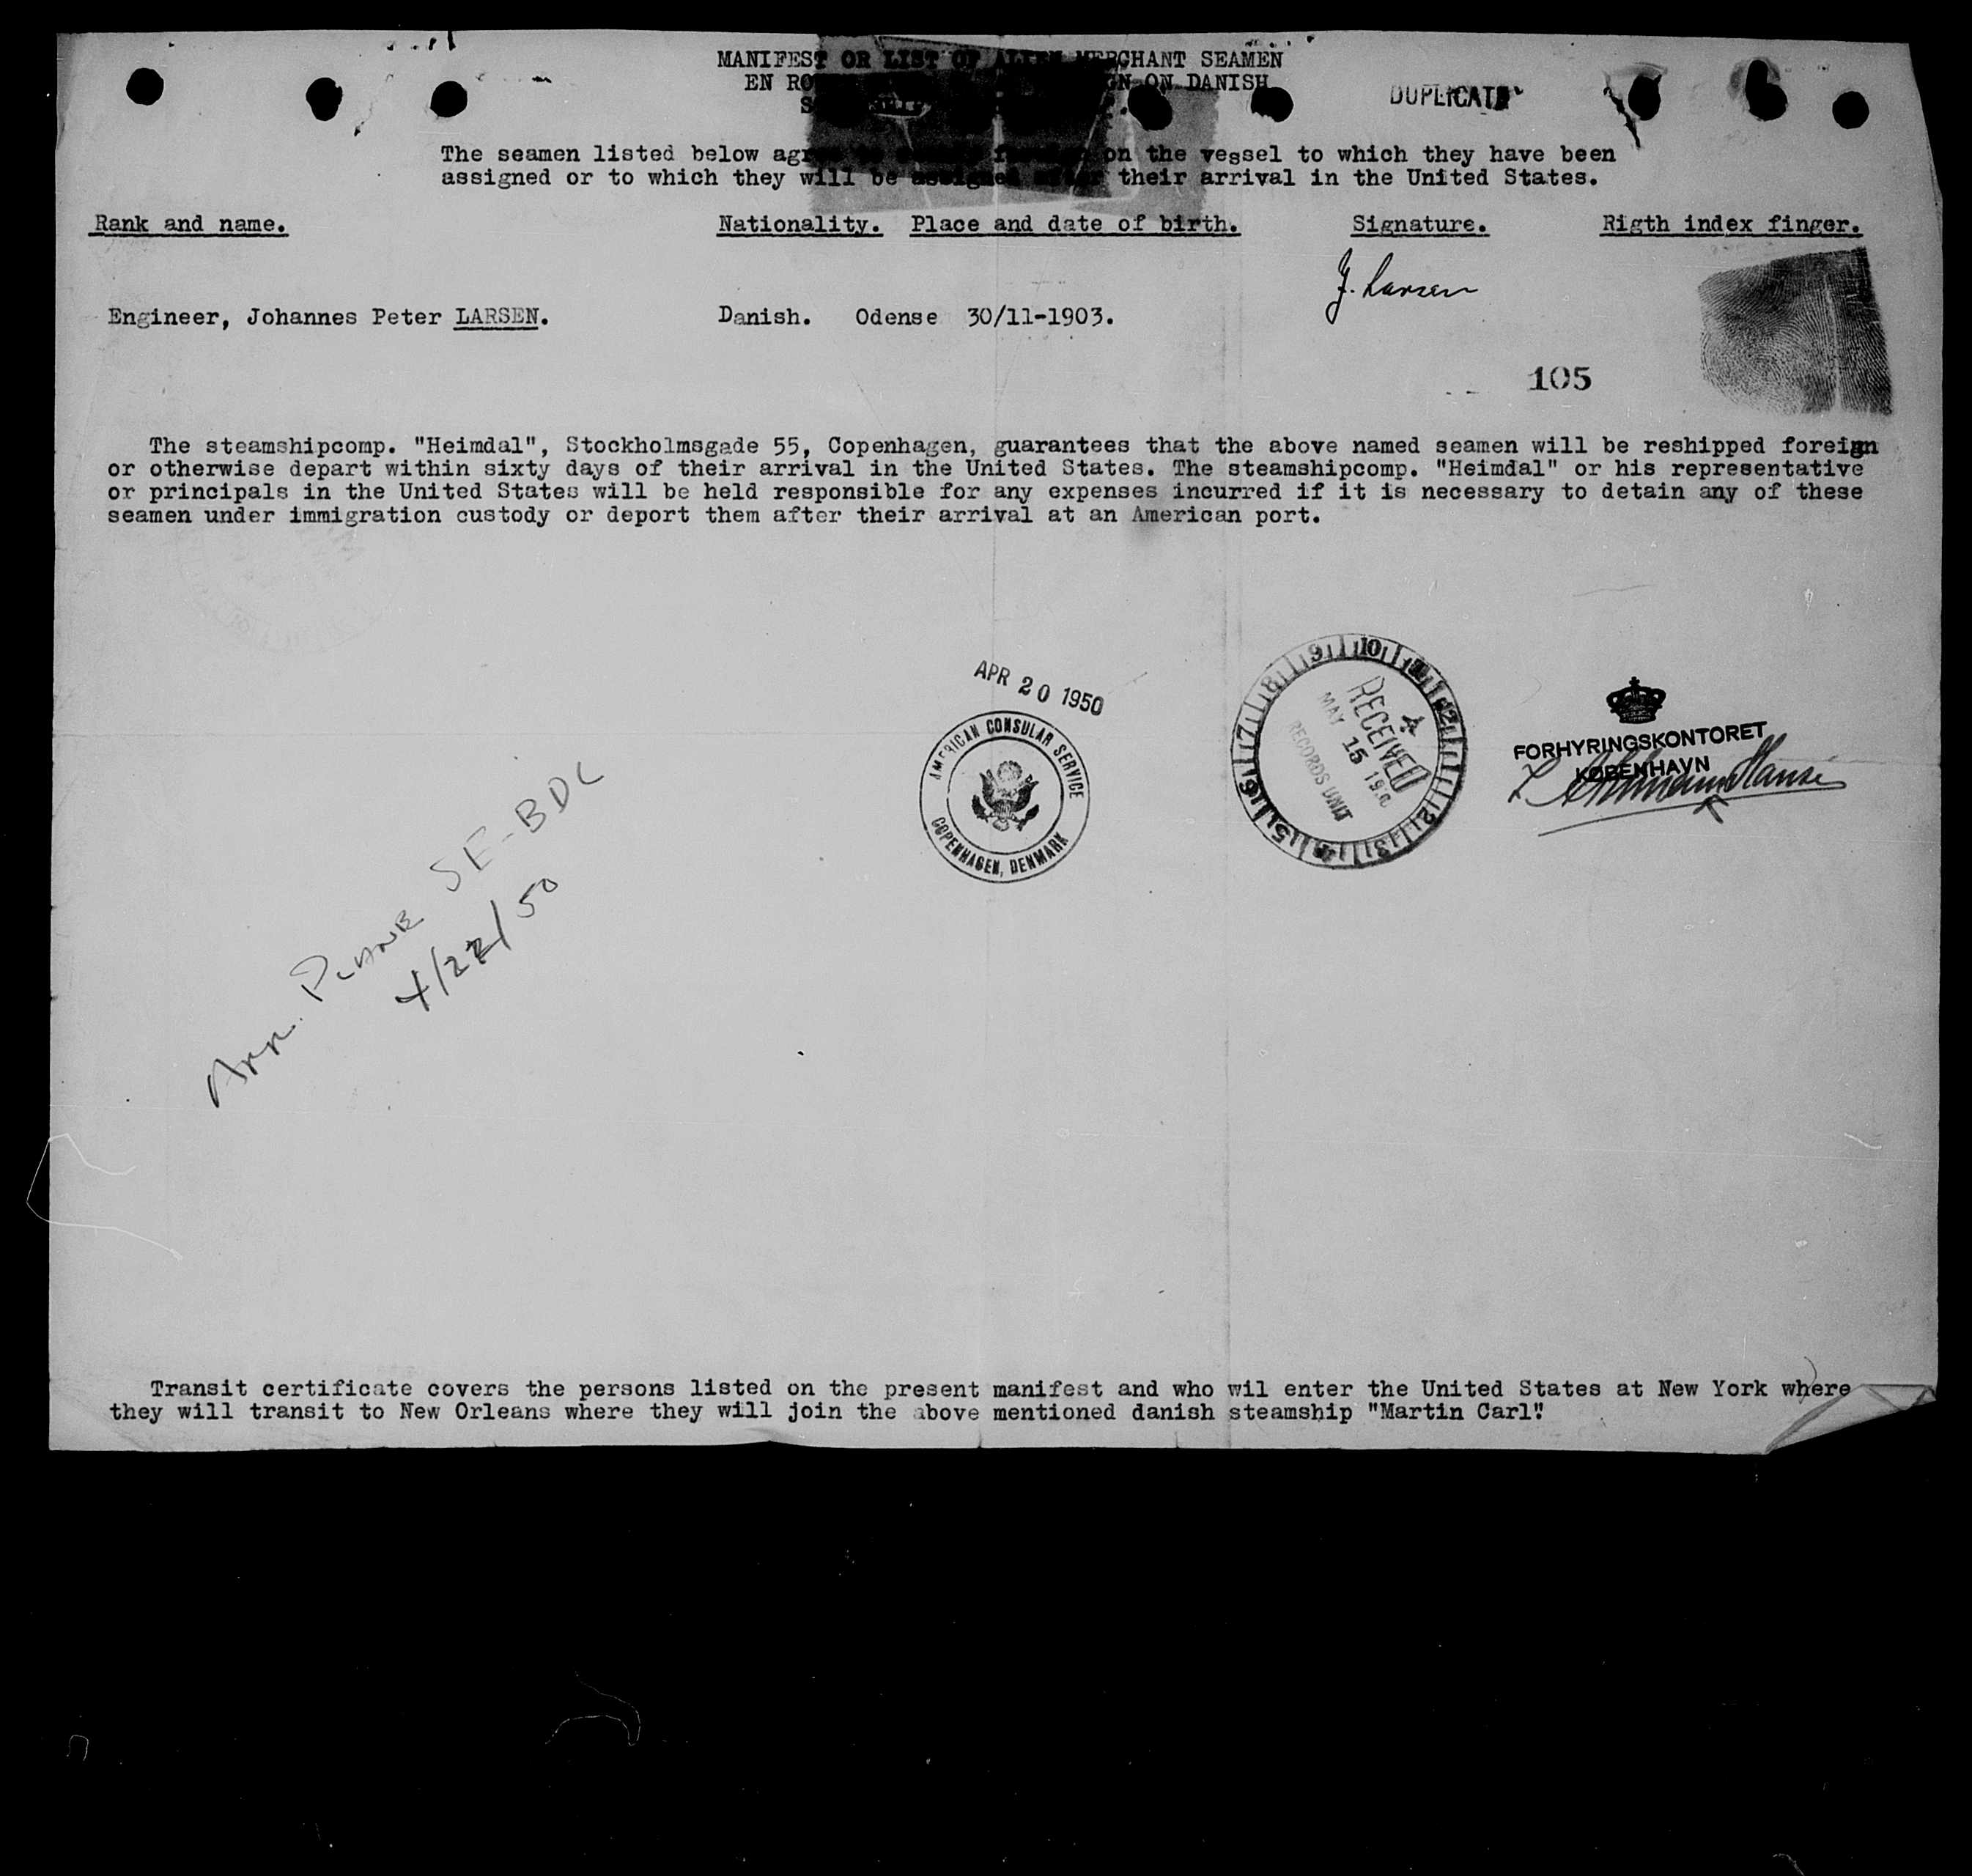 MANIFEST OR LIST OF ALIEN MERCHANT SEAMEN
EN ON DANISH
DUPLICATE
The seamen listed below on the vessel to which they have been
assigned or to which they will be assigned after their arrival in the United States.
Rank and name. Nationality. Place and date of birth. Signature. Rigth index finger.
J. Larsen
Engineer, Johannes Peter LARSEN. Danish. Odense 30/11-1903.
105
The steamshipcomp. "Heimdal", Stockholmsgade 55, Copenhagen, guarantees that the above named seamen will be reshipped foreign
or otherwise depart within sixty days of their arrival in the United States. The steamshipcomp. "Heimdal" or his representative
or principals in the United States will be held responsible for any expenses incurred if it is necessary to detain any of these
seamen under immigration custody or deport them after their arrival at an American port.
APR 20 1950
AMERICAN CONSULAR SERVICE
COPENHAGEN, DENMARK
RECEIVED
MAY 15
RECORDS UNIT
FORHYRINGSKONTORET
KØBENHAVN
Arr. Plane SE-BDC
4/22/50
Transit certificate covers the persons listed on the present manifest and who wil enter the United States at New York where
they will transit to New Orleans where they will join the above mentioned danish steamship "Martin Carl".